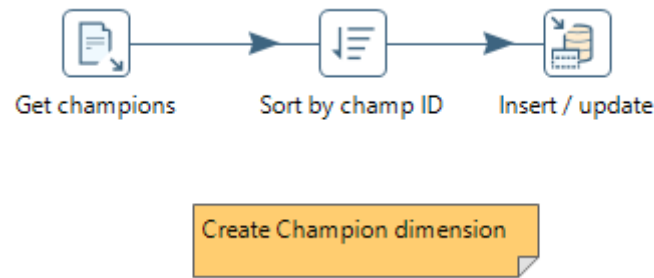 Get champions
Sort by champ ID
Insert / update
Create Champion dimension